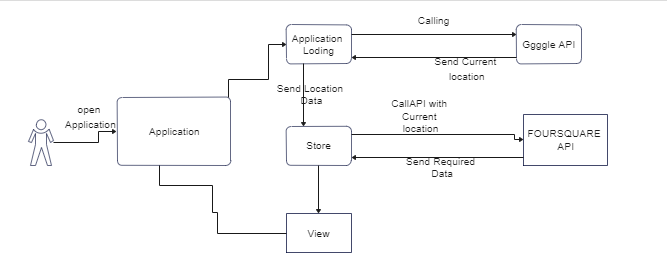 Calling
Application
Loding
Ggggle API
Send Current
location
Send Location
Data
open
Application
CallAPI with
Current
location
Application
FOURSQUARE
API
Store
Send Required
Data
View